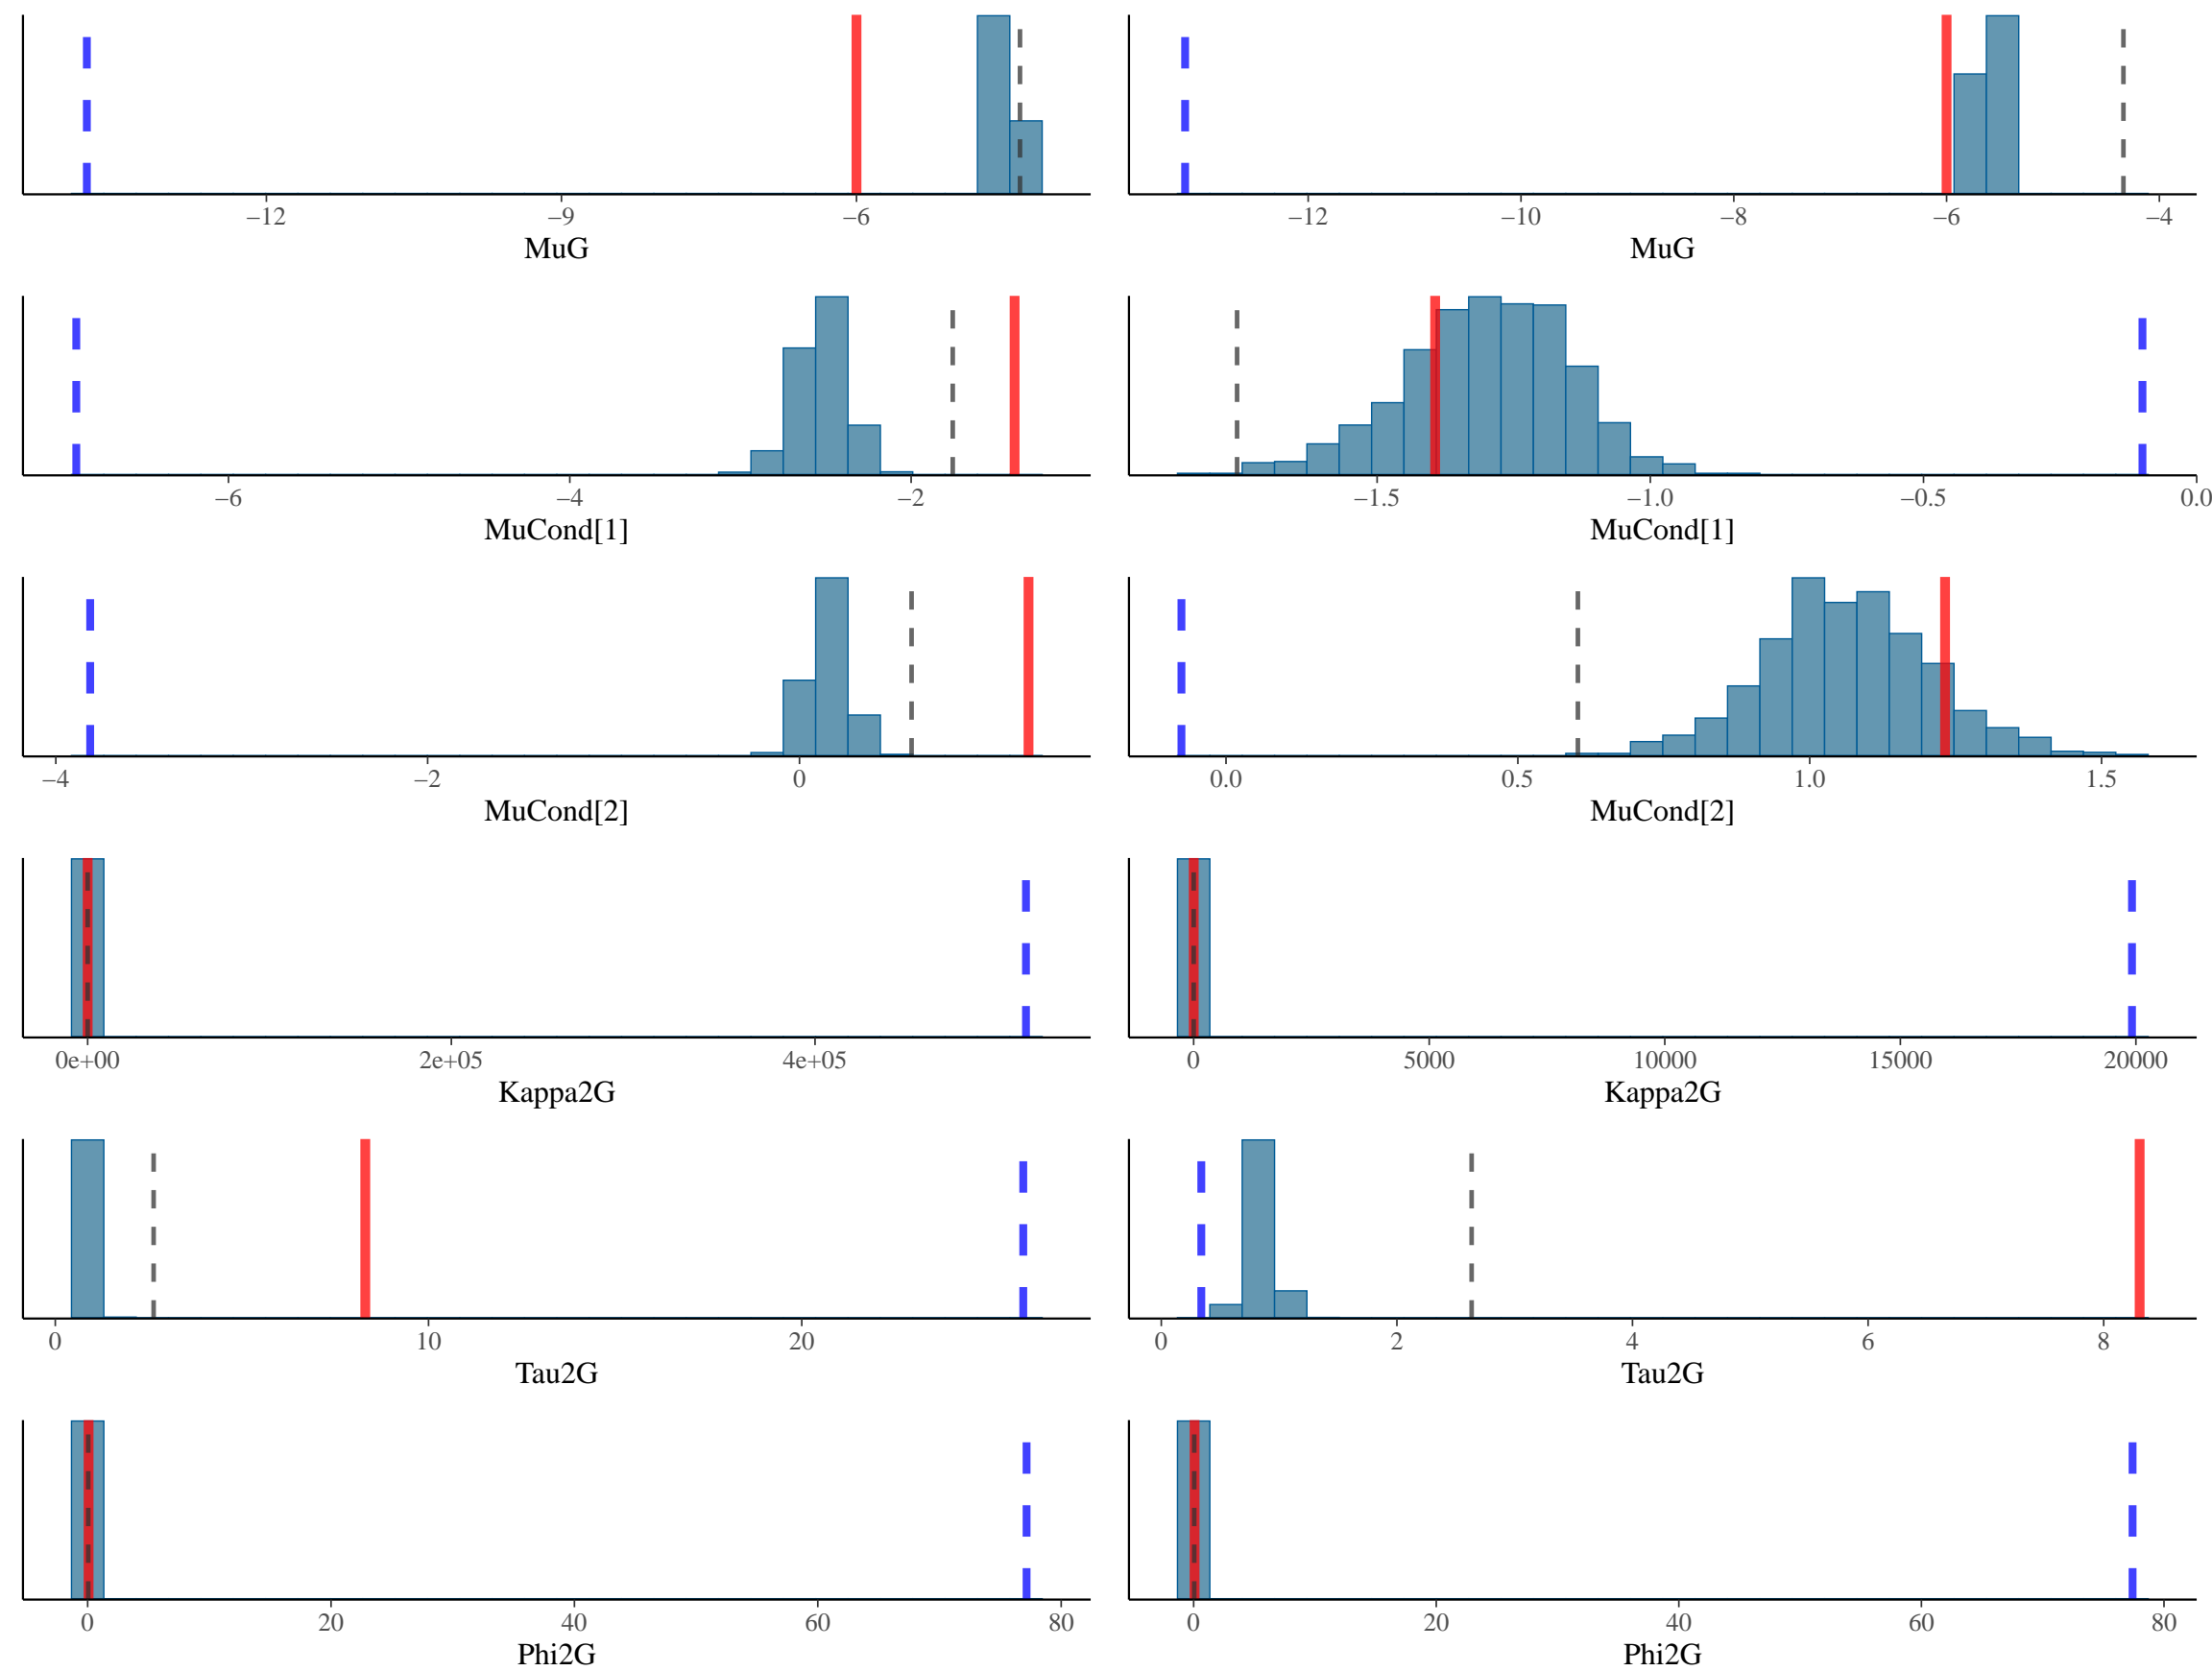 −12 −9 −6
MuG
−12 −10 −8 −6 −4
MuG
−6 −4 −2
MuCond[1]
−1.5 −1.0 −0.5 0.0
MuCond[1]
−4 −2 0
MuCond[2]
0.0 0.5 1.0 1.5
MuCond[2]
0e+00 2e+05 4e+05
Kappa2G
0 5000 10000 15000 20000
Kappa2G
0 10 20
Tau2G
0 2 4 6 8
Tau2G
0 20 40 60 80
Phi2G
0 20 40 60 80
Phi2G